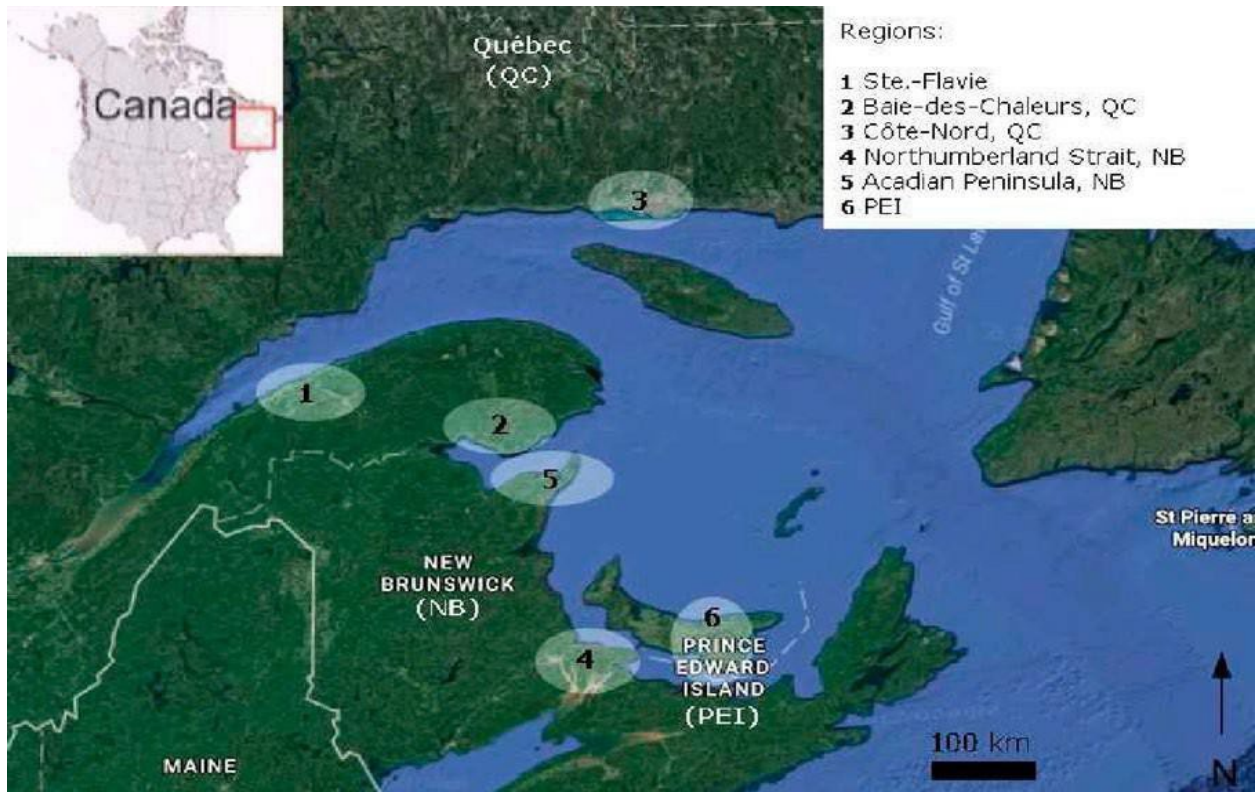 Canada
Québec
(QC)
Regions:
1 Ste.-Flavie
2 Baie-des-Chaleurs, QC
3 Côte-Nord, QC
4 Northumberland Strait, NB
5 Acadian Peninsula, NB
6 PEI
3
Gulf of St
1
2
5
St Pierre a
Miquelon
NEW
BRUNSWICK
(NB)
6
4
PRINCE
EDWARD
ISLAND
(PEI)
100 km
MAINE
N